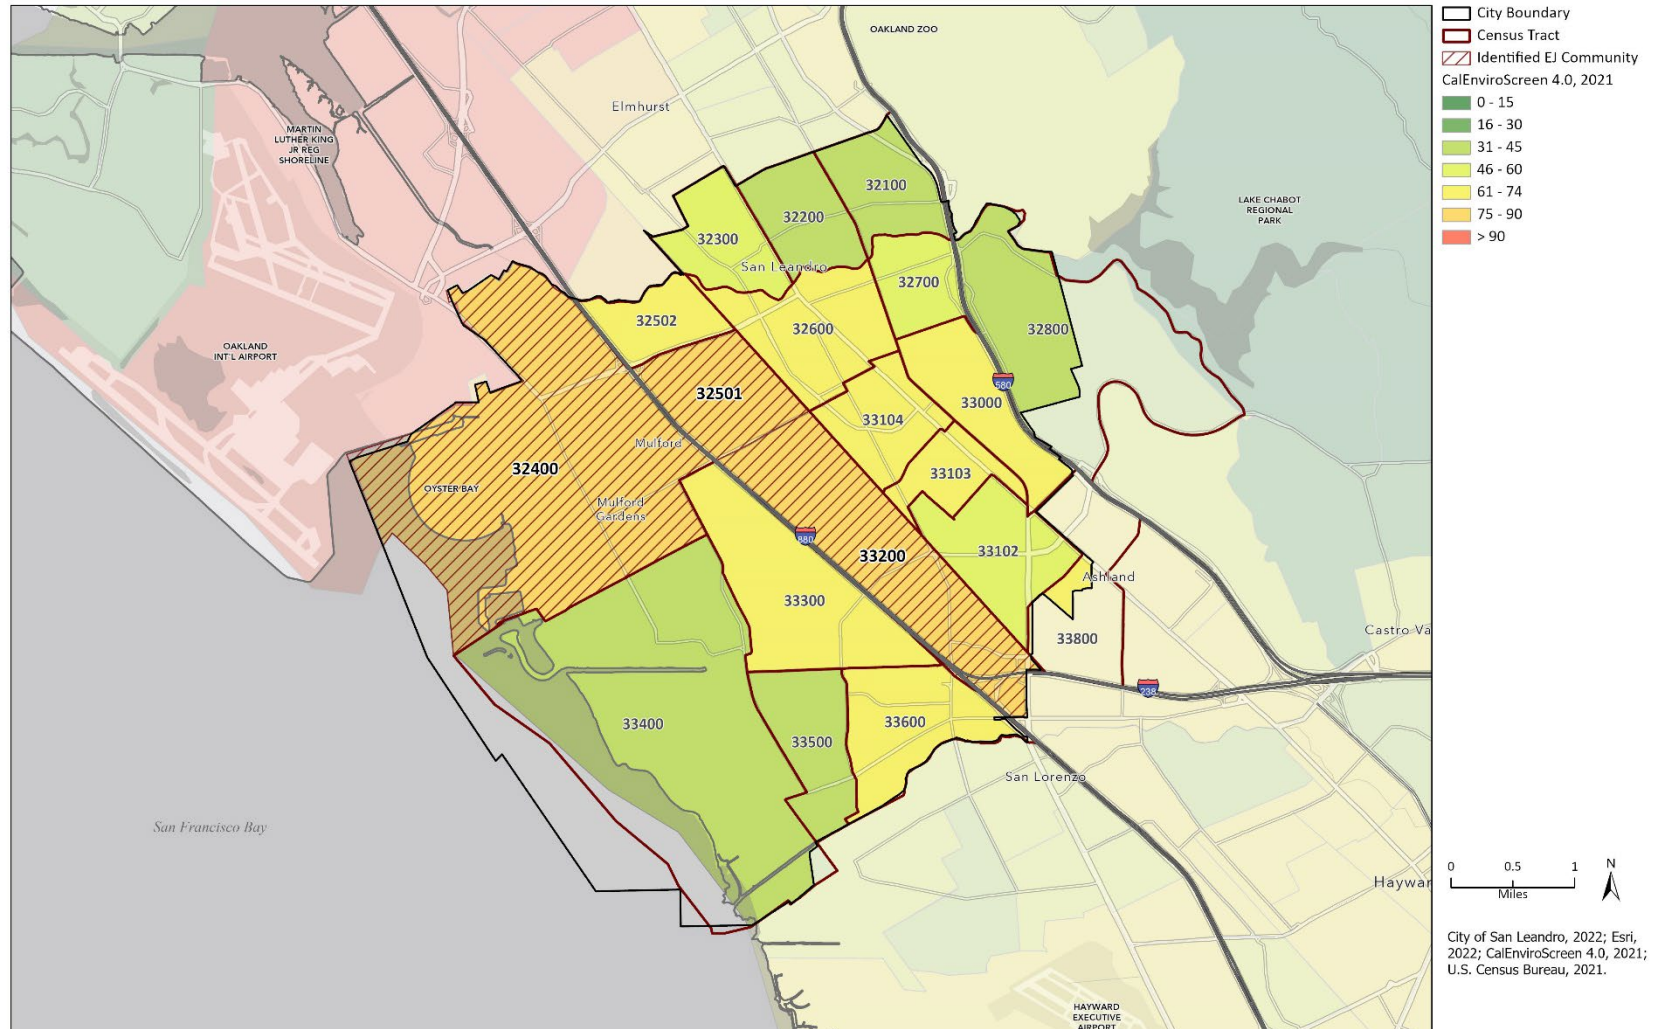 OAKLAND ZOO
Elmhurst
MARTIN
LUTHER KING
JR REG
SHORELINE
32100
LAKE CHABOT
REGIONAL
PARK
32200
32300
San Leandro
32700
32502
32600
32800
OAKLAND
INT'L AIRPORT
580
32501
33000
33104
Mulford
32400
33103
OYSTER BAY
Mulford
Gardens
880
33200
33102
Ashland
33300
Castro Va
33800
238
33400
33600
33500
San Lorenzo
San Francisco Bay
Haywar
HAYWARD
EXECUTIVE
AIRPORT
City Boundary
Census Tract
Identified EJ Community
CalEnviroScreen 4.0, 2021
0 - 15
16 - 30
31 - 45
46 - 60
61 - 74
75 - 90
> 90
0 0.5 1
Miles
N
City of San Leandro, 2022; Esri,
2022; CalEnviroScreen 4.0, 2021;
U.S. Census Bureau, 2021.